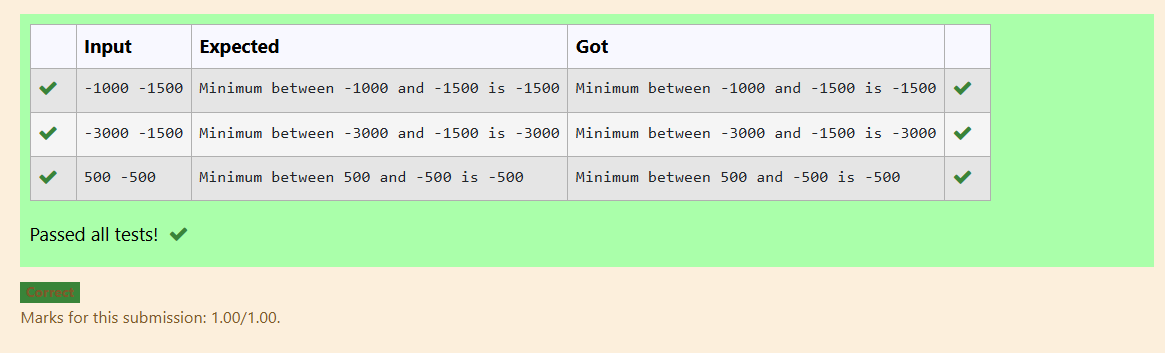 Input Expected Got
-1000 -1500 Minimum between -1000 and -1500 is -1500 Minimum between -1000 and -1500 is -1500
-3000 -1500 Minimum between -3000 and -1500 is -3000 Minimum between -3000 and -1500 is -3000
500 -500 Minimum between 500 and -500 is -500 Minimum between 500 and -500 is -500
Passed all tests!
Correct
Marks for this submission: 1.00/1.00.